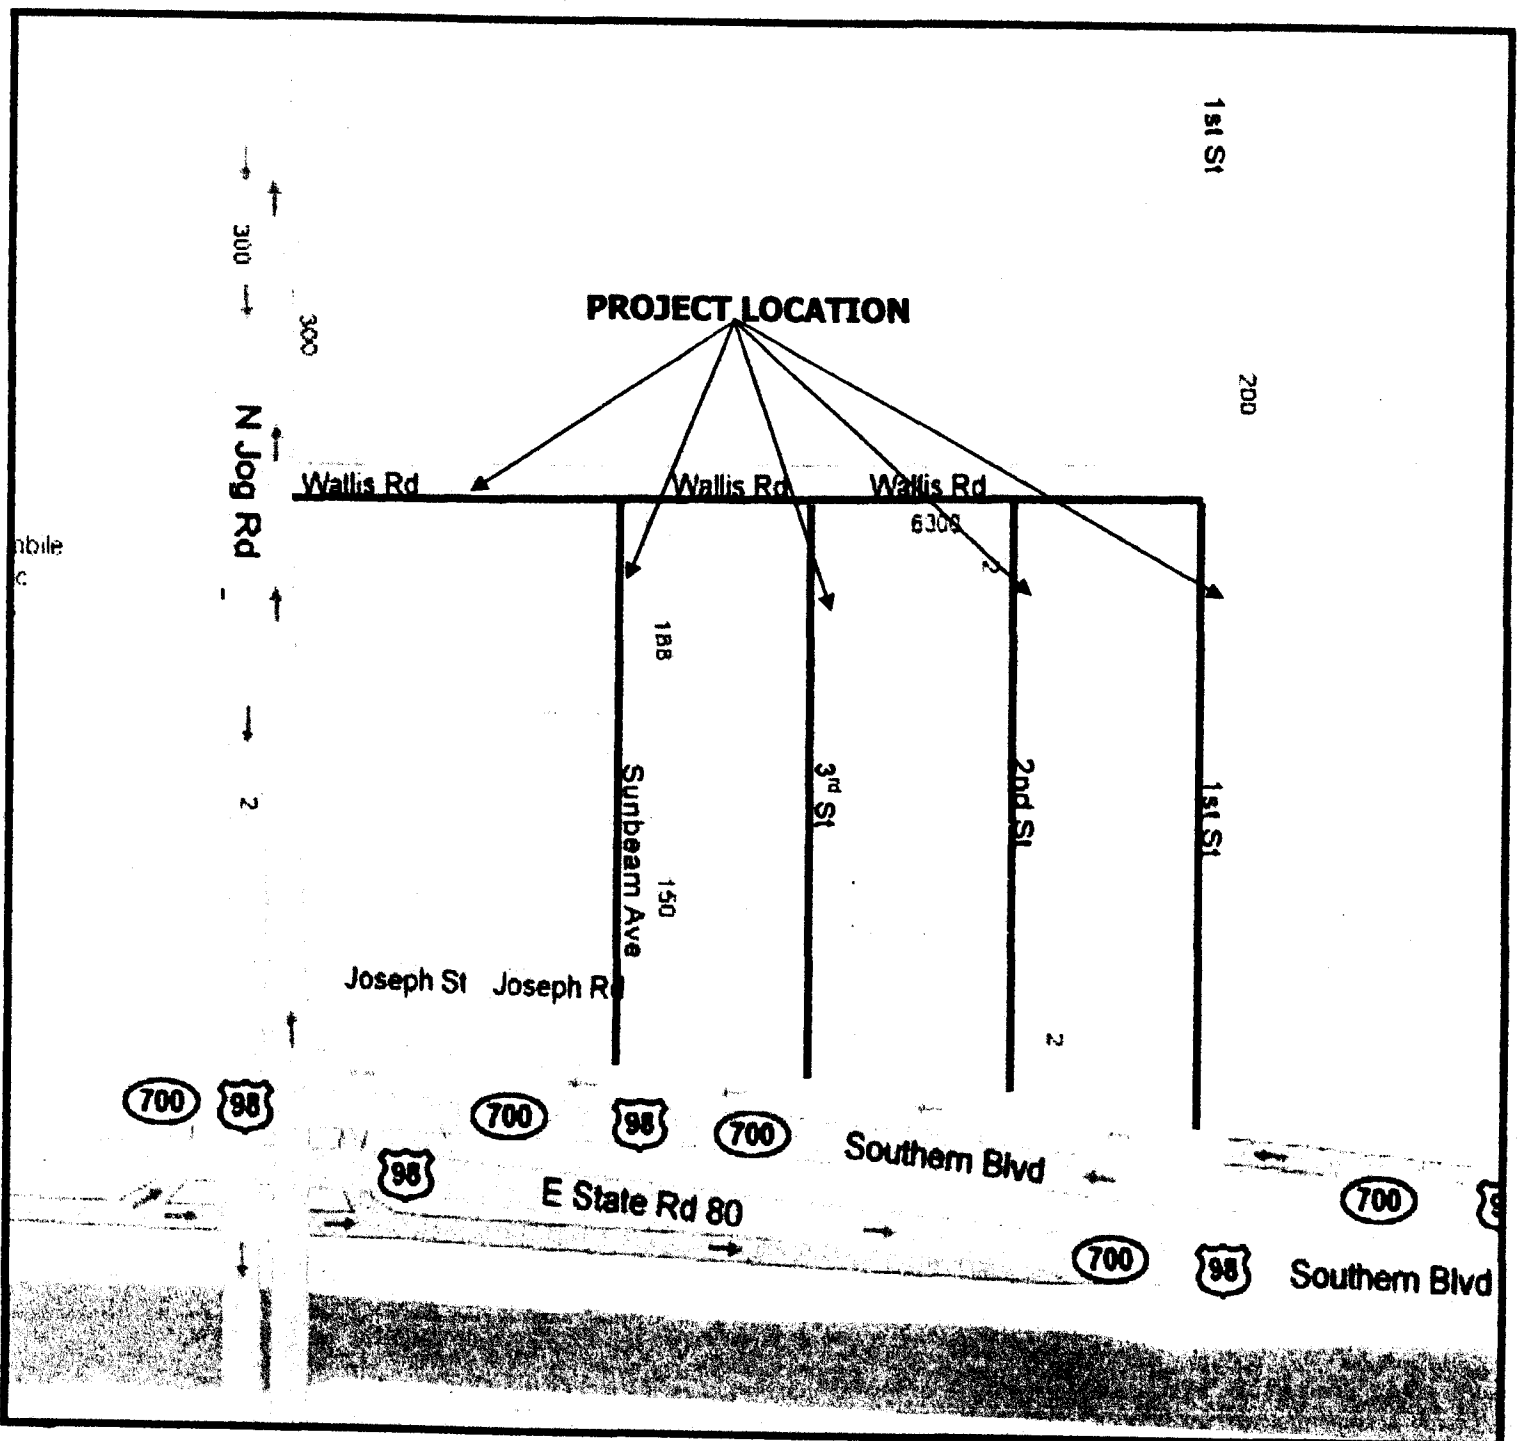 1st St
300
300
PROJECT LOCATION
200
N Jog Rd
Wallis Rd
Wallis Rd
Wallis Rd
6300
2
188
2
Sunbeam Ave
3rd St
2nd St
1st St
150
Joseph St
Joseph Rd
2
700
98
700
98
700
Southern Blvd
98
E State Rd 80
700
700
98
Southern Blvd